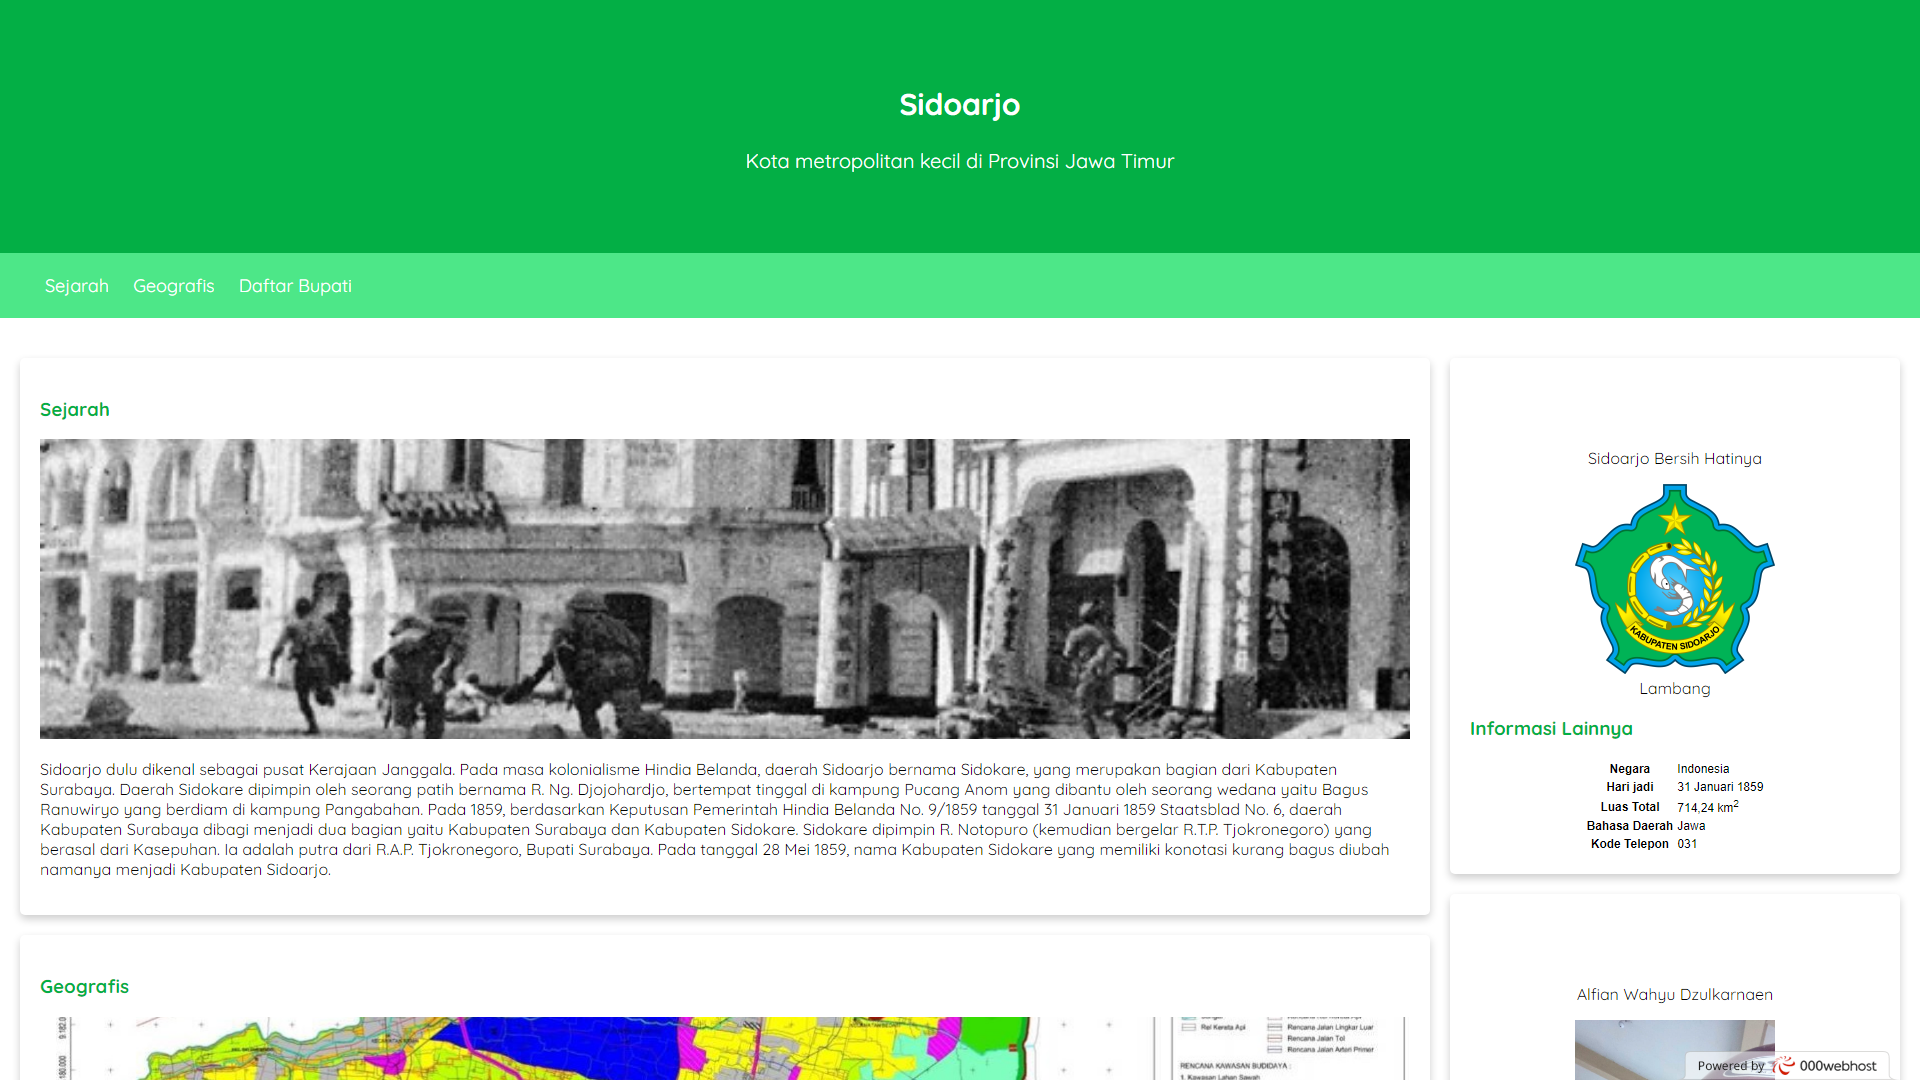 Sidoarjo
Kota metropolitan kecil di Provinsi Jawa Timur
Sejarah
Geografis
Daftar Bupati
Sejarah
Sidoarjo dulu dikenal sebagai pusat Kerajaan Janggala. Pada masa kolonialisme Hindia Belanda, daerah Sidoarjo bernama Sidokare, yang merupakan bagian dari Kabupaten
Surabaya. Daerah Sidokare dipimpin oleh seorang patih bernama R. Ng. Djojohardjo, bertempat tinggal di kampung Pucang Anom yang dibantu oleh seorang wedana yaitu Bagus
Ranuwiryo yang berdiam di kampung Pangabahan. Pada 1859, berdasarkan Keputusan Pemerintah Hindia Belanda No. 9/1859 tanggal 31 Januari 1859 Staatsblad No. 6, daerah
Kabupaten Surabaya dibagi menjadi dua bagian yaitu Kabupaten Surabaya dan Kabupaten Sidokare. Sidokare dipimpin R. Notopuro (kemudian bergelar R.T.P. Tjokronegoro) yang
berasal dari Kasepuhan. Ia adalah putra dari R.A.P. Tjokronegoro, Bupati Surabaya. Pada tanggal 28 Mei 1859, nama Kabupaten Sidokare yang memiliki konotasi kurang bagus diubah
namanya menjadi Kabupaten Sidoarjo.
Geografis
Rel Kereta Api
Rencana Jalan Lingkar Luar
Rencana Jalan Tol
Rencana Jalan Arteri Primer
RENCANA KAWASAN BUDIDAYA :
1. Kawasan Lahan Sawah
Sidoarjo Bersih Hatinya
KABUPATEN SIDOARJO
Lambang
Informasi Lainnya
Negara Indonesia
Hari jadi 31 Januari 1859
Luas Total 714,24 km²
Bahasa Daerah Jawa
Kode Telepon 031
Alfian Wahyu Dzulkarnaen
Powered by 000webhost